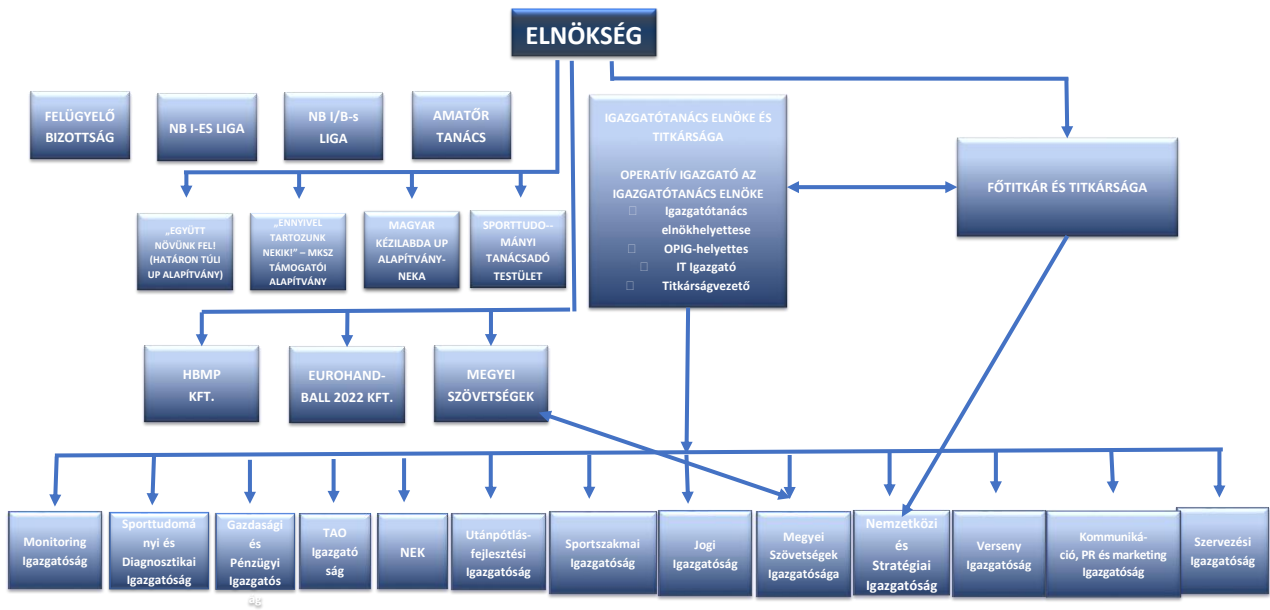 ELNÖKSÉG
FELÜGYELŐ
BIZOTTSÁG
NB I-ES LIGA
NB I/B-s
LIGA
AMATŐR
TANÁCS
IGAZGATÓTANÁCS ELNÖKE ÉS
TITKÁRSÁGA
OPERATÍV IGAZGATÓ AZ
IGAZGATÓTANÁCS ELNÖKE
Igazgatótanács
elnökhelyettese
OPIG-helyettes
IT Igazgató
Titkárságvezető
FŐTITKÁR ÉS TITKÁRSÁGA
„EGYÜTT
NÖVÜNK FEL!
(HATÁRON TÚLI
UP ALAPÍTVÁNY)
„ENNYIVEL
TARTOZUNK
NEKIK!” – MKSZ
TÁMOGATÓI
ALAPÍTVÁNY
MAGYAR
KÉZILABDA UP
ALAPÍTVÁNY-
NEKA
SPORTTUDO--
MÁNYI
TANÁCSADÓ
TESTÜLET
HBMP
KFT.
EUROHAND-
BALL 2022 KFT.
MEGYEI
SZÖVETSÉGEK
Monitoring
Igazgatóság
Sporttudomá
nyi és
Diagnosztikai
Igazgatóság
Gazdasági
és
Pénzügyi
Igazgatós
ág
TAO
Igazgató
ság
NEK
Utánpótlás-
fejlesztési
Igazgatóság
Sportszakmai
Igazgatóság
Jogi
Igazgatóság
Megyei
Szövetségek
Igazgatósága
Nemzetközi
és
Stratégiai
Igazgatóság
Verseny
Igazgatóság
Kommuniká-
ció, PR és marketing
Igazgatóság
Szervezési
Igazgatóság